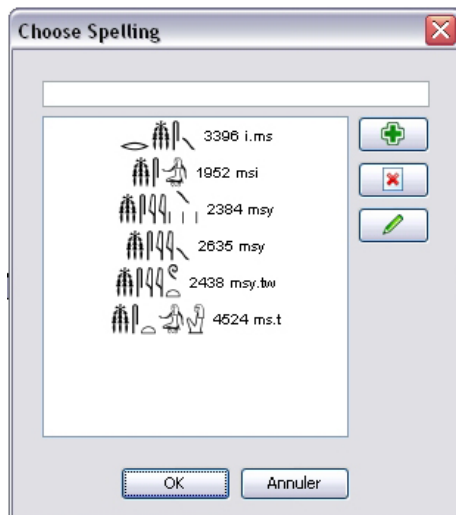 Choose Spelling
3396 i.ms
1952 msi
2384 msy
2635 msy
2438 msy.tw
4524 ms.t
OK Annuler